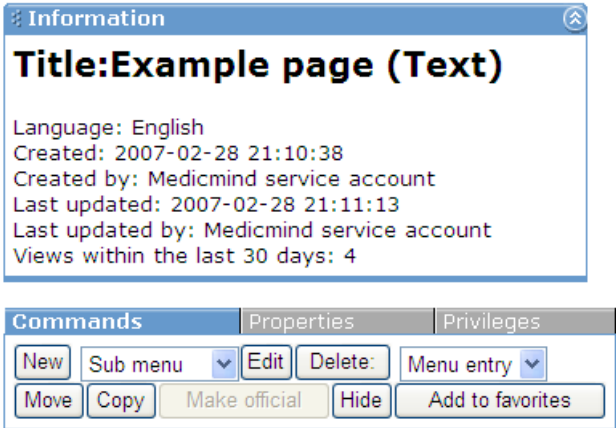 Information
Title:Example page (Text)
Language: English
Created: 2007-02-28 21:10:38
Created by: Medicmind service account
Last updated: 2007-02-28 21:11:13
Last updated by: Medicmind service account
Views within the last 30 days: 4
Commands Properties Privileges
New Sub menu Edit Delete: Menu entry
Move Copy Make official Hide Add to favorites